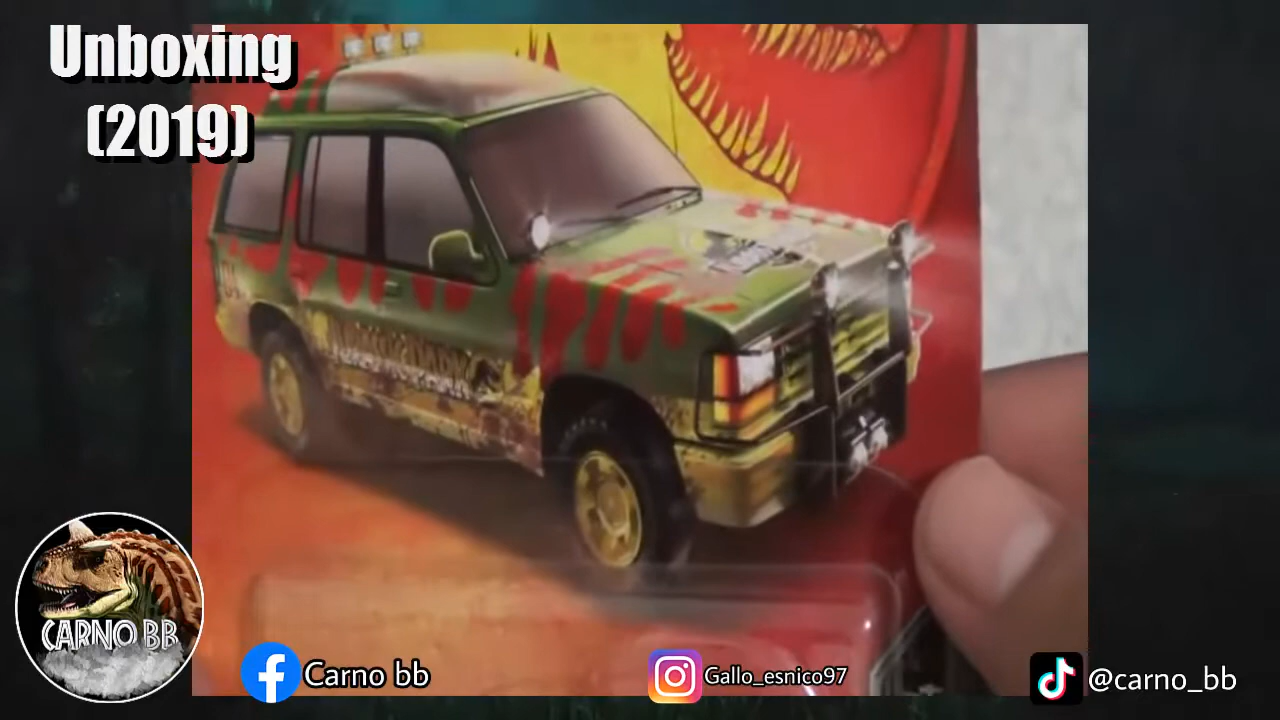 Unboxing
(2019)
CARNO BB
Carno bb
Gallo_esnico97
@carno_bb